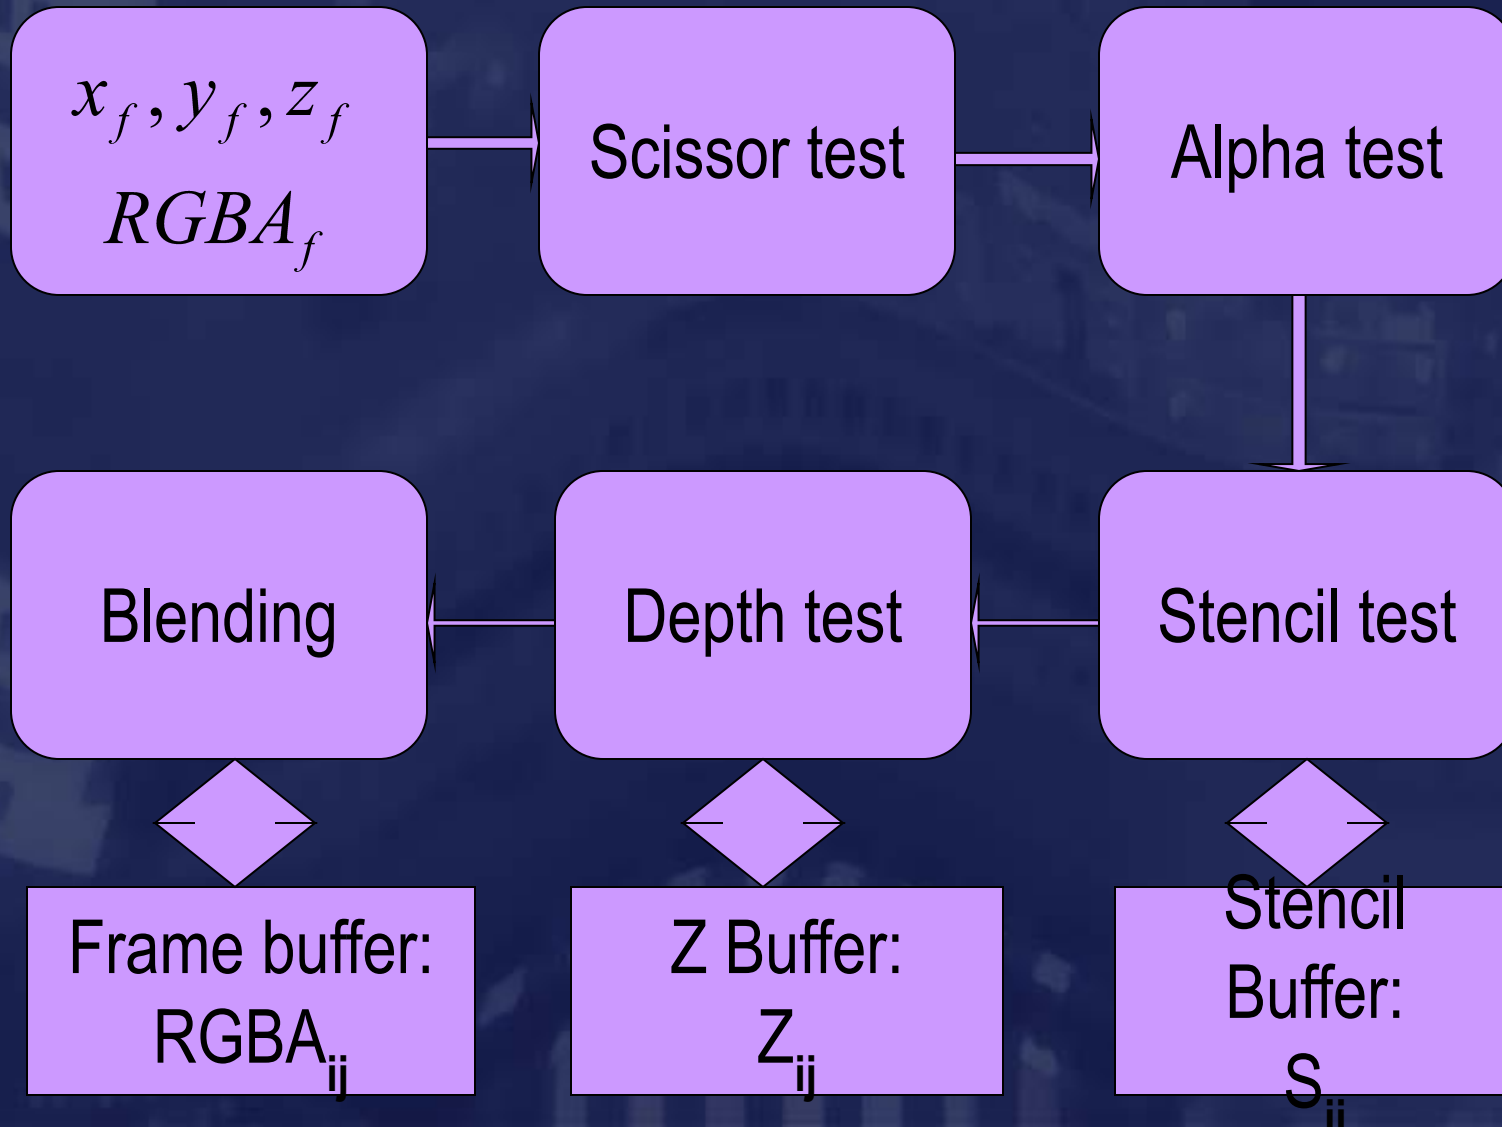 x_f, y_f, z_f
RGBA_f
Scissor test
Alpha test
Blending
Depth test
Stencil test
Frame buffer:
RGBA_ij
Z Buffer:
Z_ij
Stencil
Buffer:
S_ij